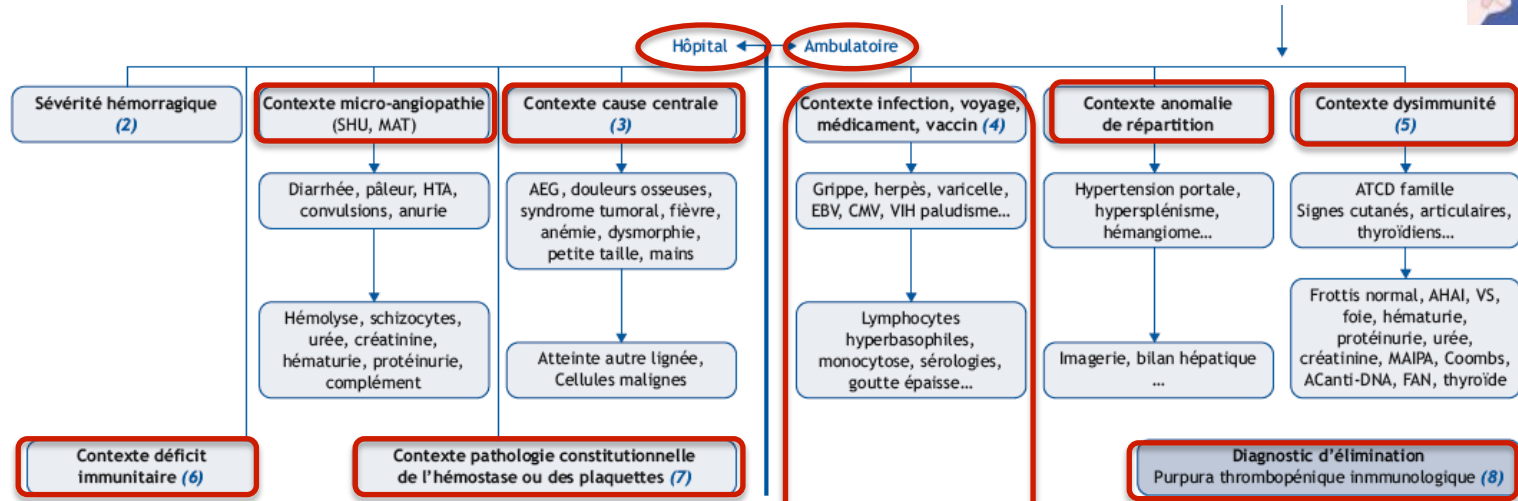 Hôpital
Ambulatoire
Sévérité hémorragique
(2)
Contexte micro-angiopathie
(SHU, MAT)
Contexte cause centrale
(3)
Contexte infection, voyage,
médicament, vaccin (4)
Contexte anomalie
de répartition
Contexte dysimmunité
(5)
Diarrhée, pâleur, HTA,
convulsions, anurie
AEG, douleurs osseuses,
syndrome tumoral, fièvre,
anémie, dysmorphie,
petite taille, mains
Grippe, herpès, varicelle,
EBV, CMV, VIH paludisme…
Hypertension portale,
hypersplénisme,
hémangiome…
ATCD famille
Signes cutanés, articulaires,
thyroïdiens…
Hémolyse, schizocytes,
urée, créatinine,
hématurie, protéinurie,
complément
Atteinte autre lignée,
Cellules malignes
Lymphocytes
hyperbasophiles,
monocytose, sérologies,
goutte épaisse…
Imagerie, bilan hépatique
…
Frottis normal, AHAI, VS,
foie, hématurie,
protéinurie, urée,
créatinine, MAIPA, Coombs,
ACanti-DNA, FAN, thyroïde
Contexte déficit
immunitaire (6)
Contexte pathologie constitutionnelle
de l'hémostase ou des plaquettes (7)
Diagnostic d'élimination
Purpura thrombopénique inmmunologique (8)